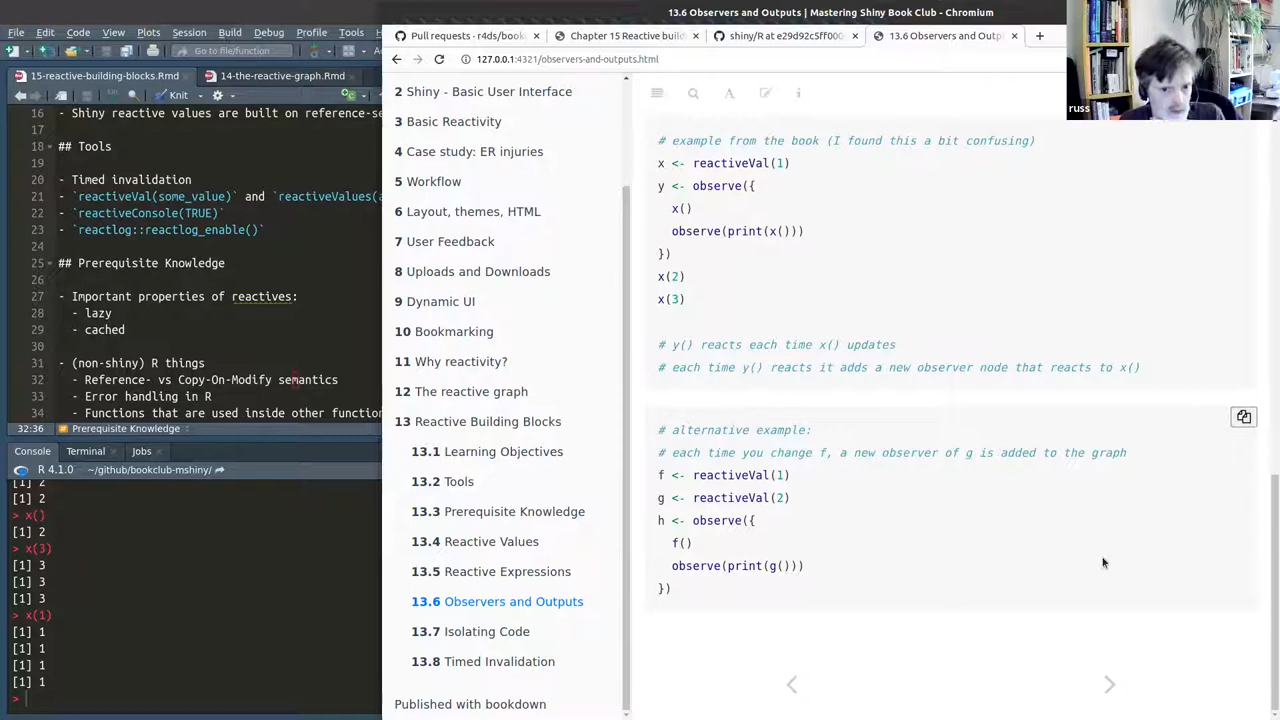 13.6 Observers and Outputs | Mastering Shiny Book Club - Chromium
File Edit Code View Plots Session Build Debug Profile Tools
Go to file/function
15-reactive-building-blocks.Rmd
14-the-reactive-graph.Rmd
Knit
16 - Shiny reactive values are built on reference-se
17
18 ## Tools
19
20 - Timed invalidation
21 - `reactiveVal(some_value)` and `reactiveValues(a
22 - `reactiveConsole(TRUE)`
23 - `reactlog::reactlog_enable()`
24
25 ## Prerequisite Knowledge
26
27 - Important properties of reactives:
28 - lazy
29 - cached
30
31 - (non-shiny) R things
32 - Reference- vs Copy-On-Modify semantics
33 - Error handling in R
34 - Functions that are used inside other function
32:36 Prerequisite Knowledge
Console Terminal Jobs
R 4.1.0 ~/github/bookclub-mshiny/
[1] 2
[1] 2
> x()
[1] 2
> x(3)
[1] 3
[1] 3
[1] 3
> x(1)
[1] 1
[1] 1
[1] 1
[1] 1
>
Pull requests · r4ds/book
Chapter 15 Reactive buil
shiny/R at e29d92c5ff000
13.6 Observers and Outp
127.0.0.1:4321/observers-and-outputs.html
2 Shiny - Basic User Interface
3 Basic Reactivity
4 Case study: ER injuries
5 Workflow
6 Layout, themes, HTML
7 User Feedback
8 Uploads and Downloads
9 Dynamic UI
10 Bookmarking
11 Why reactivity?
12 The reactive graph
13 Reactive Building Blocks
13.1 Learning Objectives
13.2 Tools
13.3 Prerequisite Knowledge
13.4 Reactive Values
13.5 Reactive Expressions
13.6 Observers and Outputs
13.7 Isolating Code
13.8 Timed Invalidation
Published with bookdown
# example from the book (I found this a bit confusing)
x <- reactiveVal(1)
y <- observe({
x()
observe(print(x()))
})
x(2)
x(3)
# y() reacts each time x() updates
# each time y() reacts it adds a new observer node that reacts to x()
# alternative example:
# each time you change f, a new observer of g is added to the graph
f <- reactiveVal(1)
g <- reactiveVal(2)
h <- observe({
f()
observe(print(g()))
})
russ